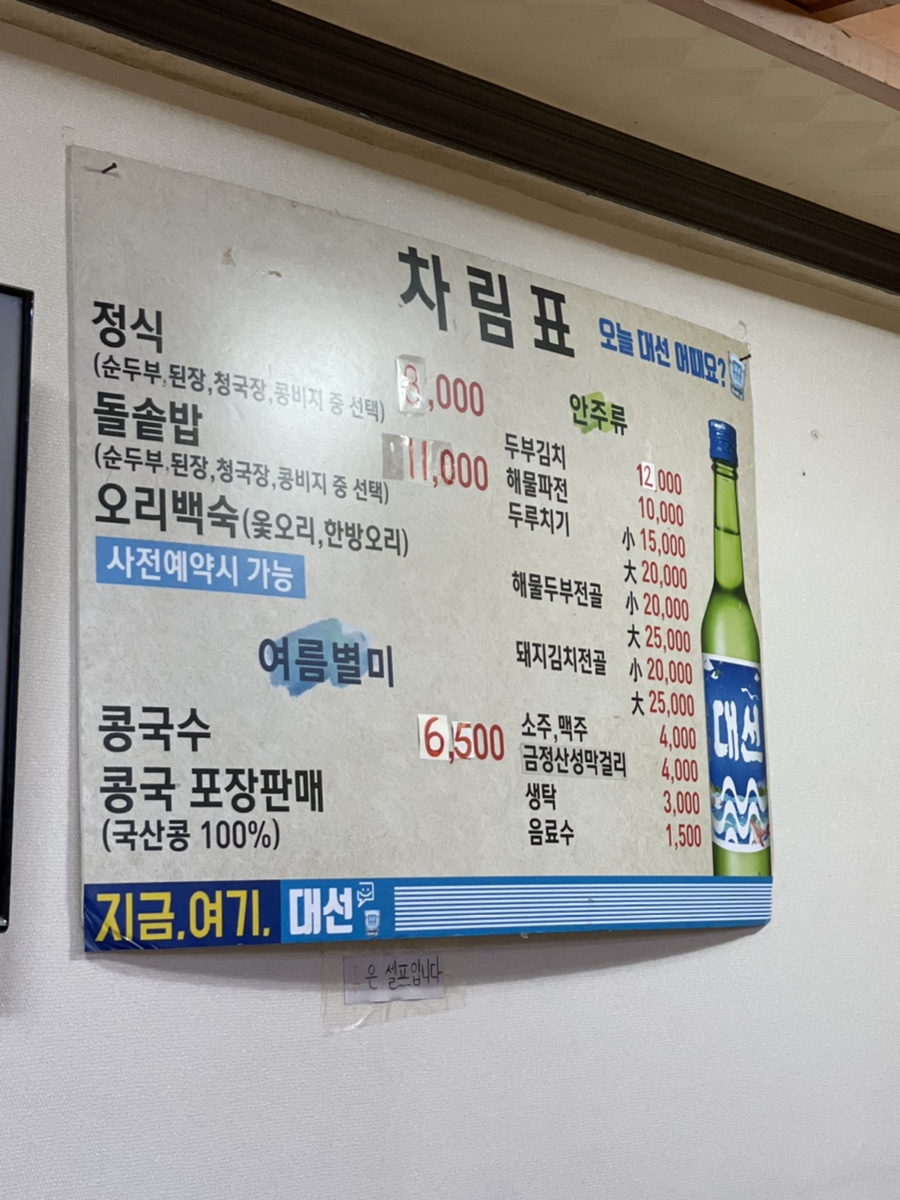 차림표
오늘 대선 어때요?
정식
(순두부,된장,청국장,콩비지 중 선택) ,000
돌솥밥
(순두부,된장,청국장,콩비지 중 선택) 11,000
오리백숙(옻오리,한방오리)
사전예약시 가능
여름별미
콩국수 6,500
콩국 포장판매
(국산콩 100%)
안주류
두부김치 12,000
해물파전 10,000
두루치기 小 15,000
大 20,000
해물두부전골 小 20,000
大 25,000
돼지김치전골 小 20,000
大 25,000
소주,맥주 4,000
금정산성막걸리 4,000
생탁 3,000
음료수 1,500
대선
지금.여기. 대선
은 셀프입니다